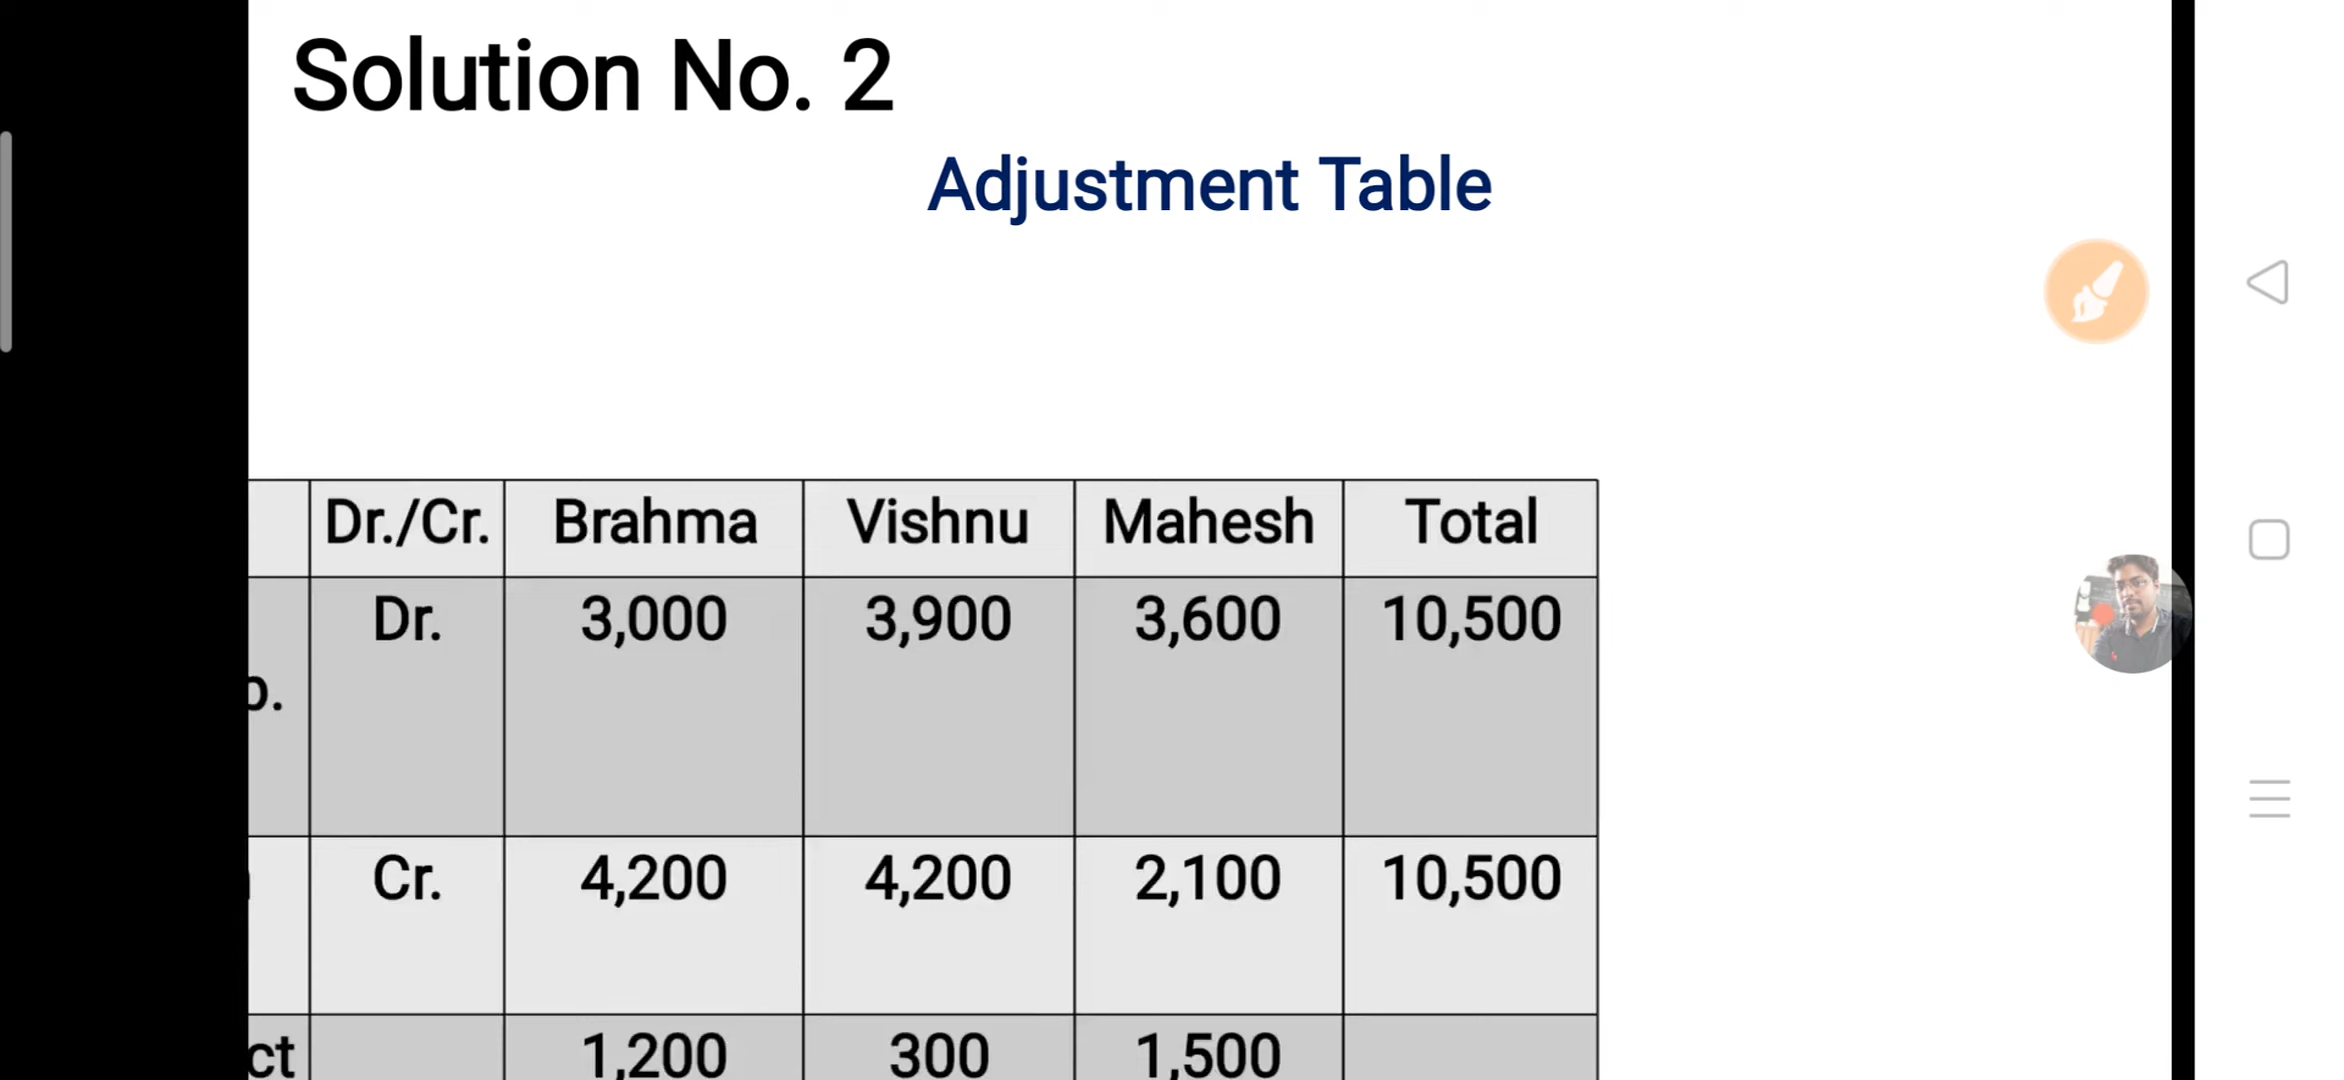 Solution No. 2
Adjustment Table
Dr./Cr. Brahma Vishnu Mahesh Total
Dr. 3,000 3,900 3,600 10,500
Cr. 4,200 4,200 2,100 10,500
ct 1,200 300 1,500